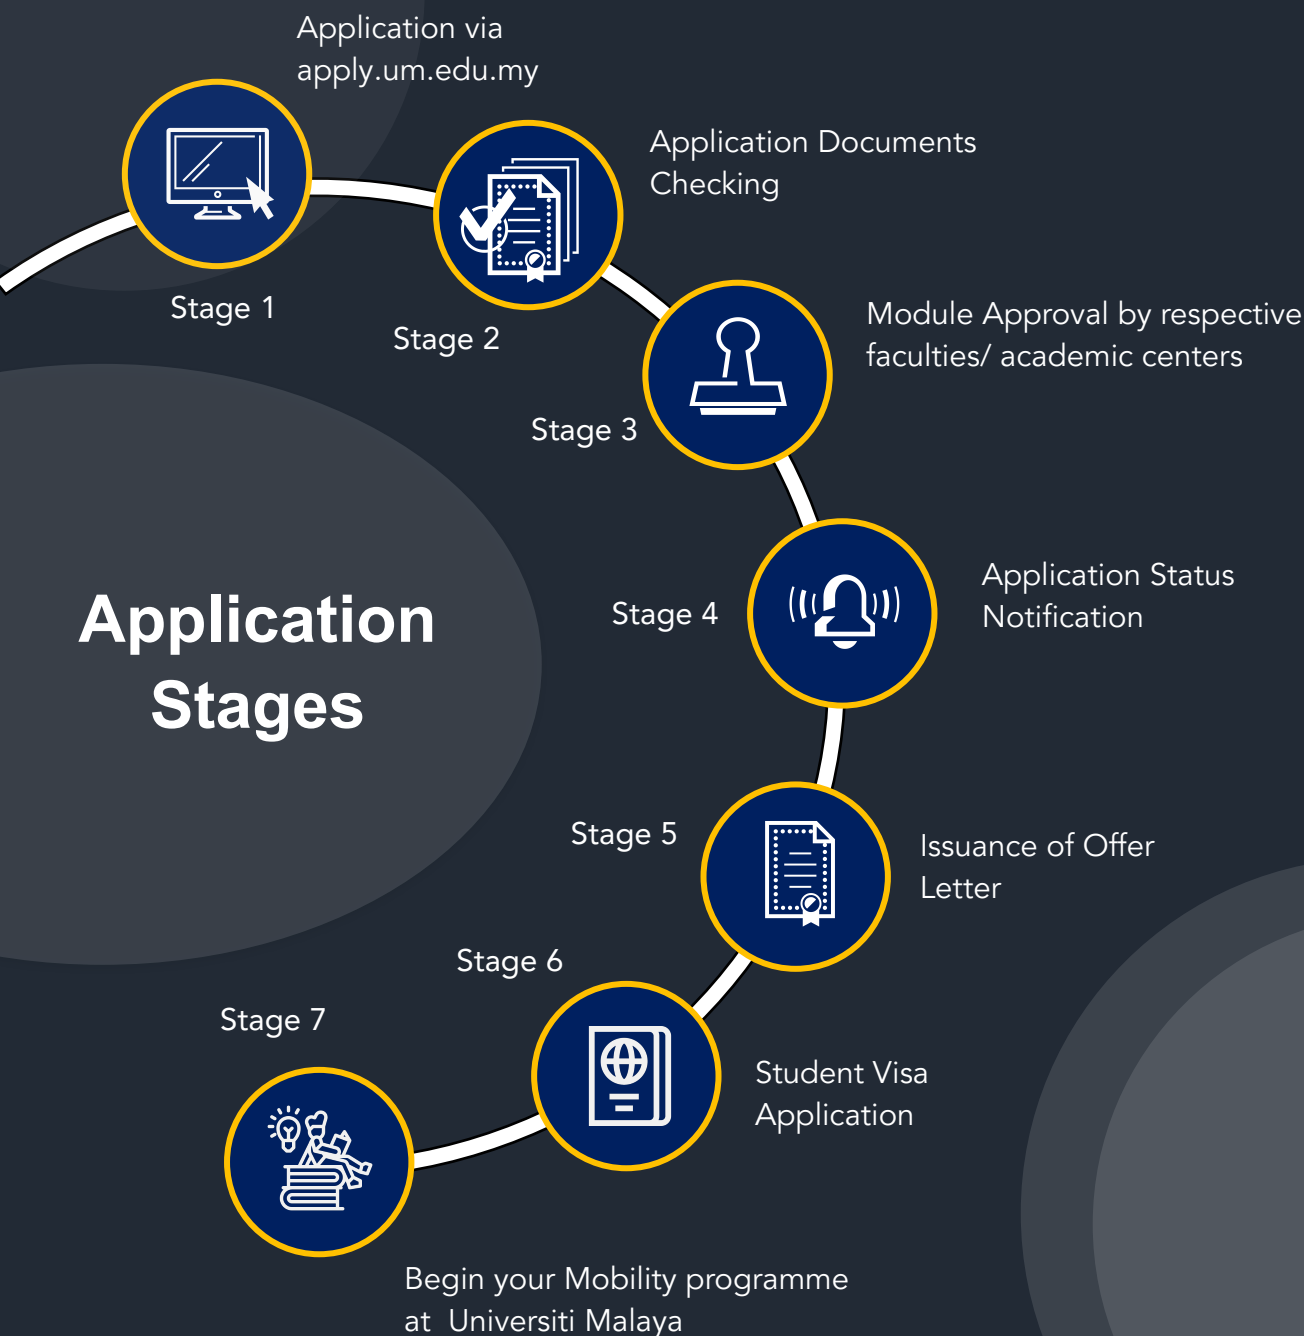 Application via
apply.um.edu.my
Stage 1
Application Documents
Checking
Stage 2
Module Approval by respective
faculties/ academic centers
Stage 3
Application Status
Notification
Stage 4
Application
Stages
Stage 5
Issuance of Offer
Letter
Stage 6
Student Visa
Application
Stage 7
Begin your Mobility programme
at  Universiti Malaya